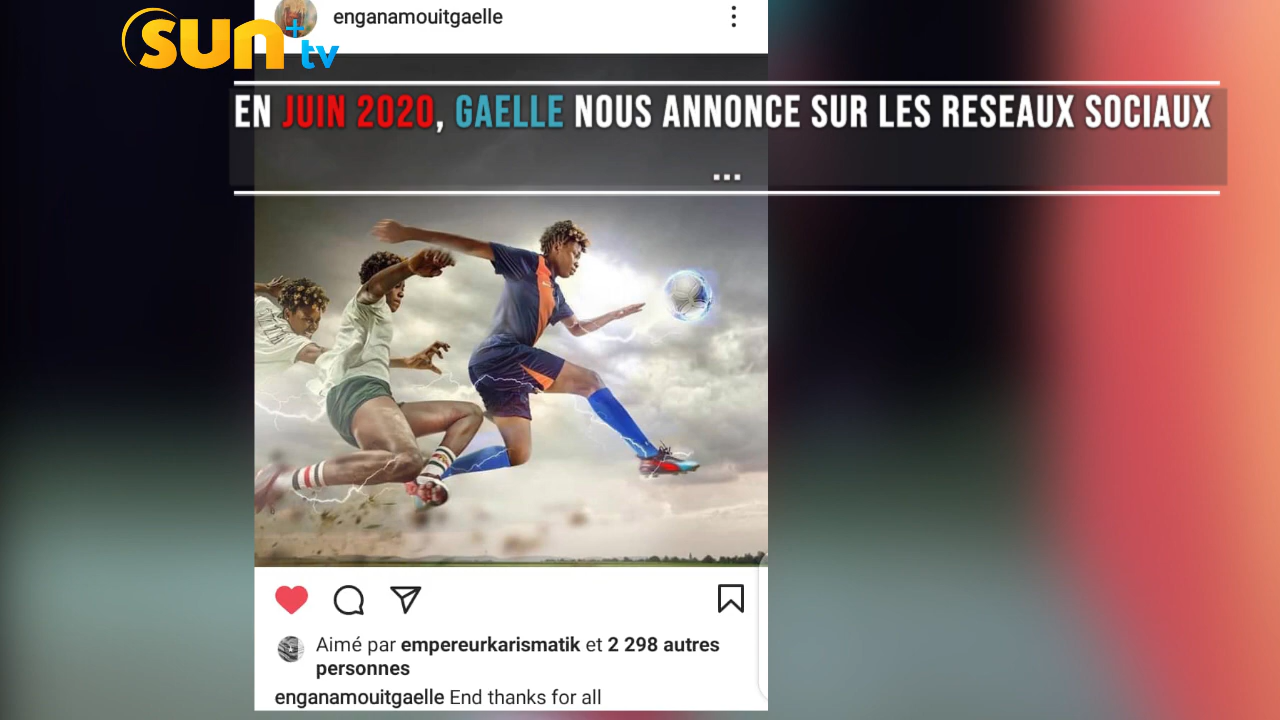 enganamouitgaelle
sun+
tv
EN JUIN 2020, GAELLE NOUS ANNONCE SUR LES RESEAUX SOCIAUX
...
Aimé par empereurkarismatik et 2 298 autres
personnes
enganamouitgaelle End thanks for all